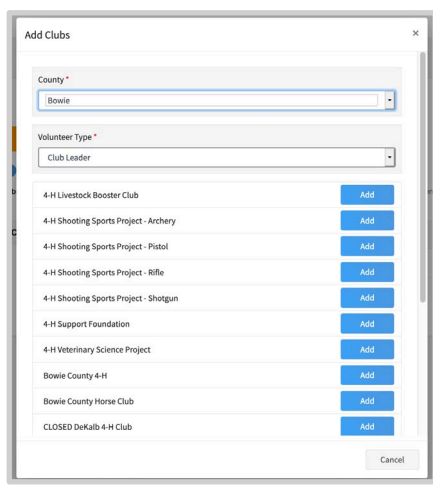 Add Clubs
×
County *
Bowie
Volunteer Type *
Club Leader
4-H Livestock Booster Club Add
4-H Shooting Sports Project - Archery Add
4-H Shooting Sports Project - Pistol Add
4-H Shooting Sports Project - Rifle Add
4-H Shooting Sports Project - Shotgun Add
4-H Support Foundation Add
4-H Veterinary Science Project Add
Bowie County 4-H Add
Bowie County Horse Club Add
CLOSED DeKalb 4-H Club Add
Cancel